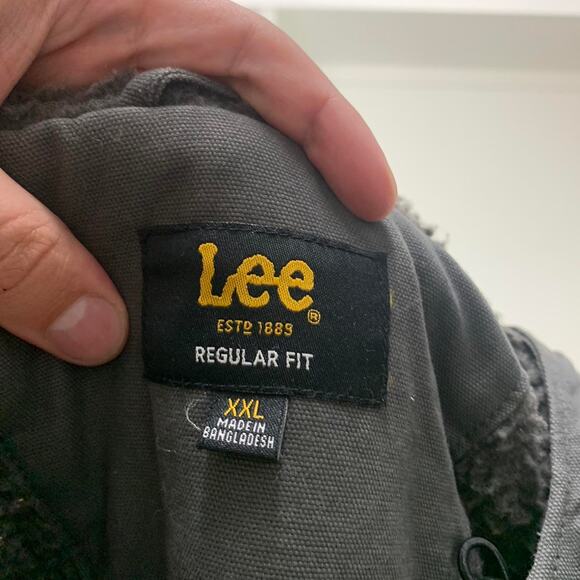 Lee
®
ESTD 1889
REGULAR FIT
XXL
MADE IN
BANGLADESH